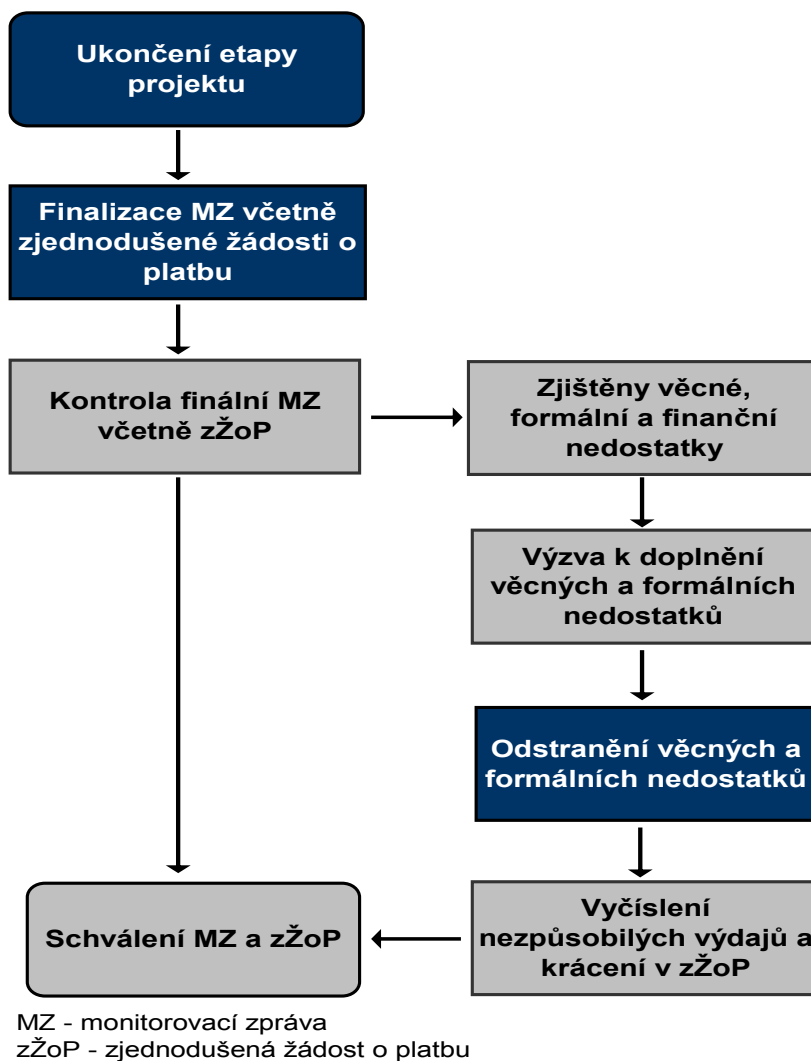 Ukončení etapy
projektu
Finalizace MZ včetně
zjednodušené žádosti o
platbu
Kontrola finální MZ
včetně zŽoP
Zjištěny věcné,
formální a finanční
nedostatky
Výzva k doplnění
věcných a formálních
nedostatků
Odstranění věcných a
formálních nedostatků
Vyčíslení
nezpůsobilých výdajů a
krácení v zŽoP
Schválení MZ a zŽoP
MZ - monitorovací zpráva
zŽoP - zjednodušená žádost o platbu